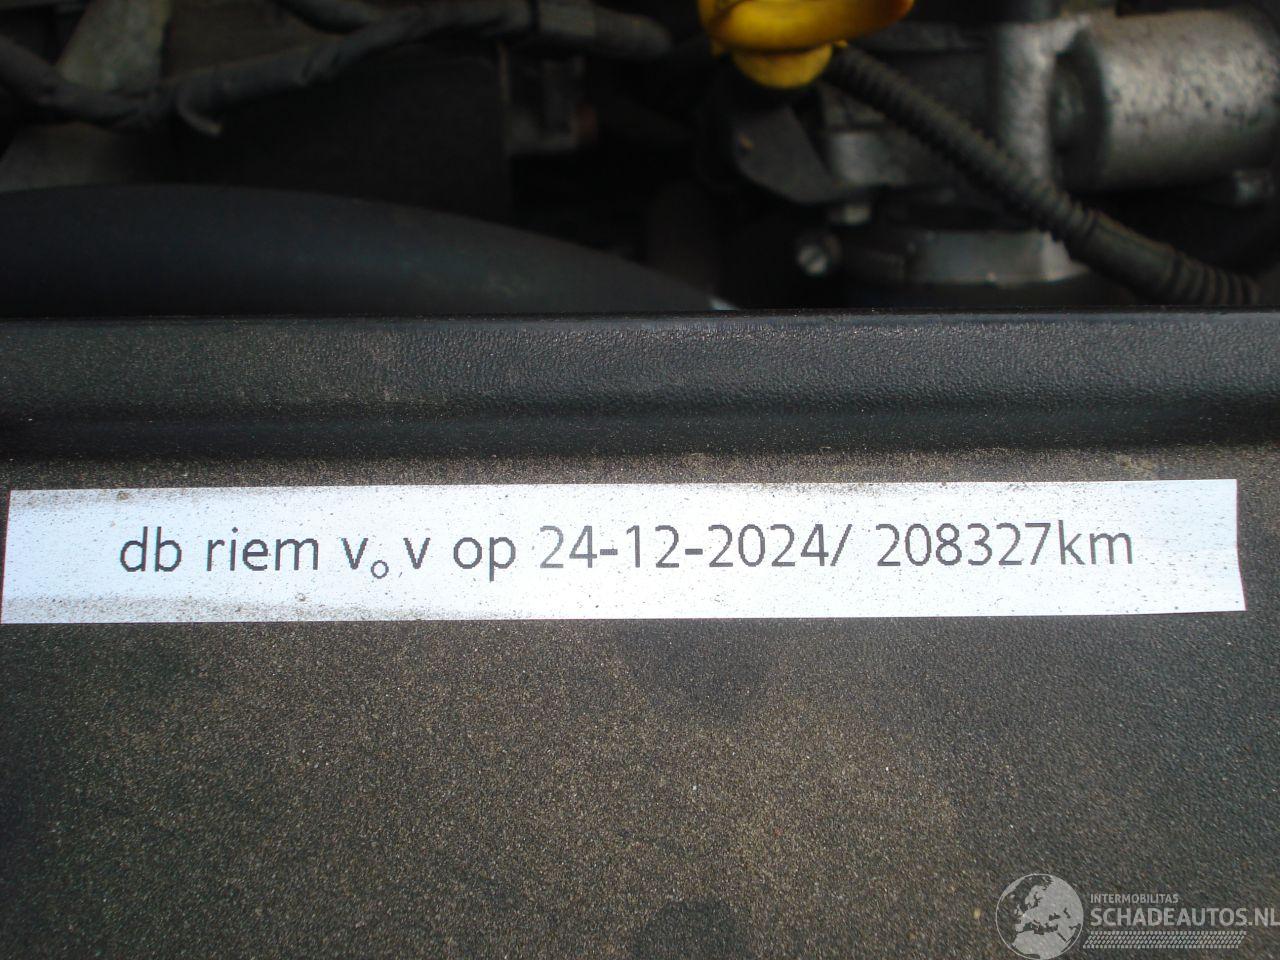 db riem v° v op 24-12-2024/ 208327km
INTERMOBILITAS
SCHADEAUTOS.NL